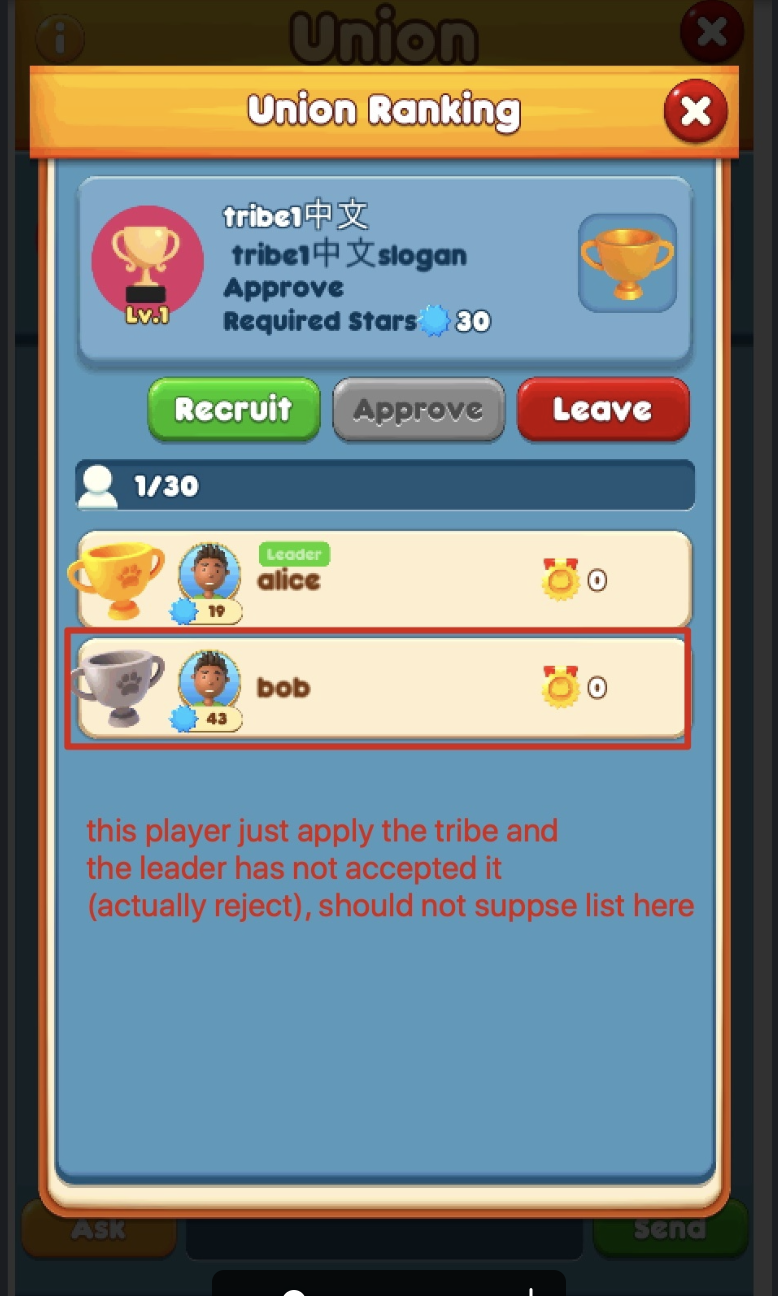 Union
Union Ranking
tribe1中文
tribe1中文slogan
Approve
Required Stars 30
Lv.1
Recruit
Approve
Leave
1/30
Leader
alice
0
19
bob
0
43
this player just apply the tribe and
the leader has not accepted it
(actually reject), should not suppse list here
Ask
Send